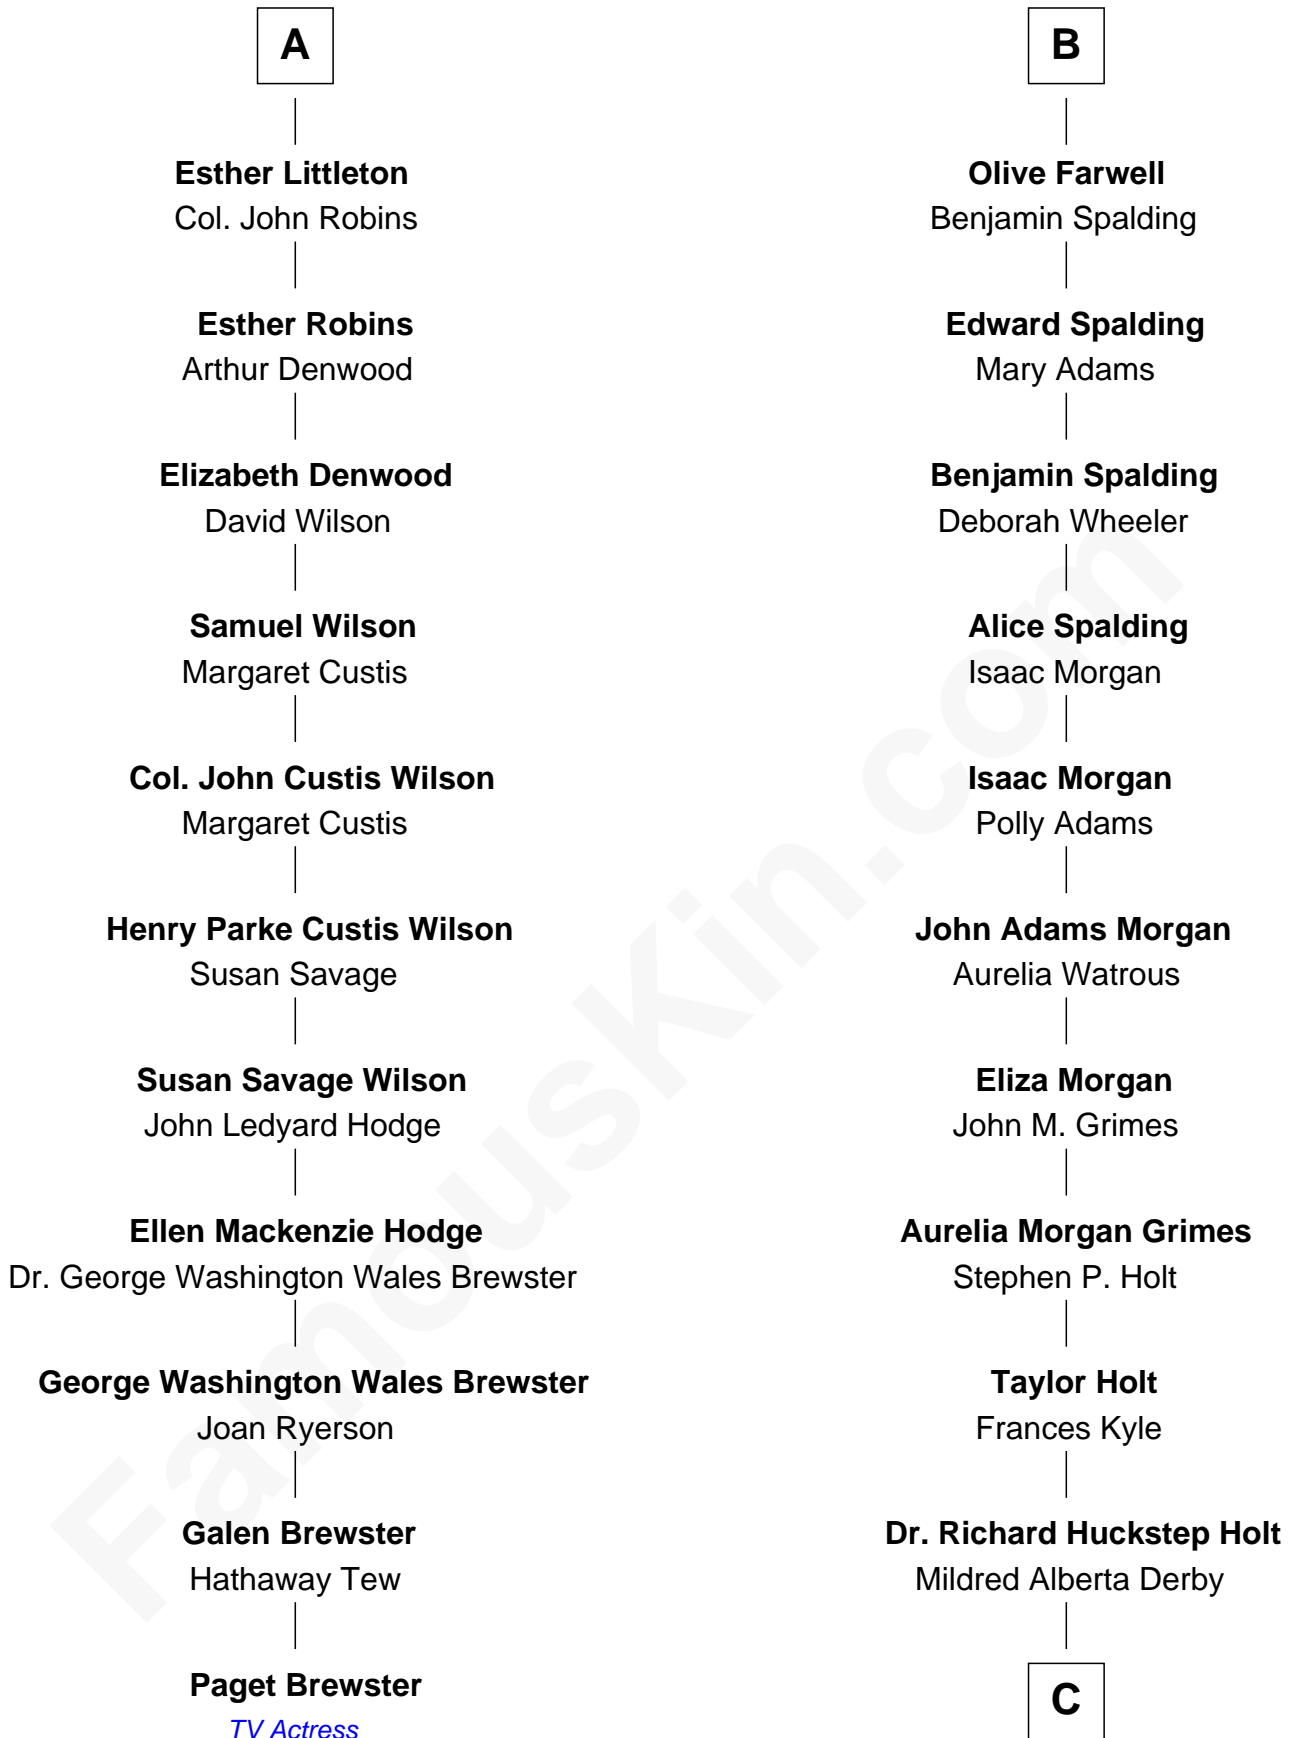 A
Esther Littleton
Col. John Robins
Esther Robins
Arthur Denwood
Elizabeth Denwood
David Wilson
Samuel Wilson
Margaret Custis
Col. John Custis Wilson
Margaret Custis
Henry Parke Custis Wilson
Susan Savage
Susan Savage Wilson
John Ledyard Hodge
Ellen Mackenzie Hodge
Dr. George Washington Wales Brewster
George Washington Wales Brewster
Joan Ryerson
Galen Brewster
Hathaway Tew
Paget Brewster
TV Actress
B
Olive Farwell
Benjamin Spalding
Edward Spalding
Mary Adams
Benjamin Spalding
Deborah Wheeler
Alice Spalding
Isaac Morgan
Isaac Morgan
Polly Adams
John Adams Morgan
Aurelia Watrous
Eliza Morgan
John M. Grimes
Aurelia Morgan Grimes
Stephen P. Holt
Taylor Holt
Frances Kyle
Dr. Richard Huckstep Holt
Mildred Alberta Derby
C
FamousKin.com